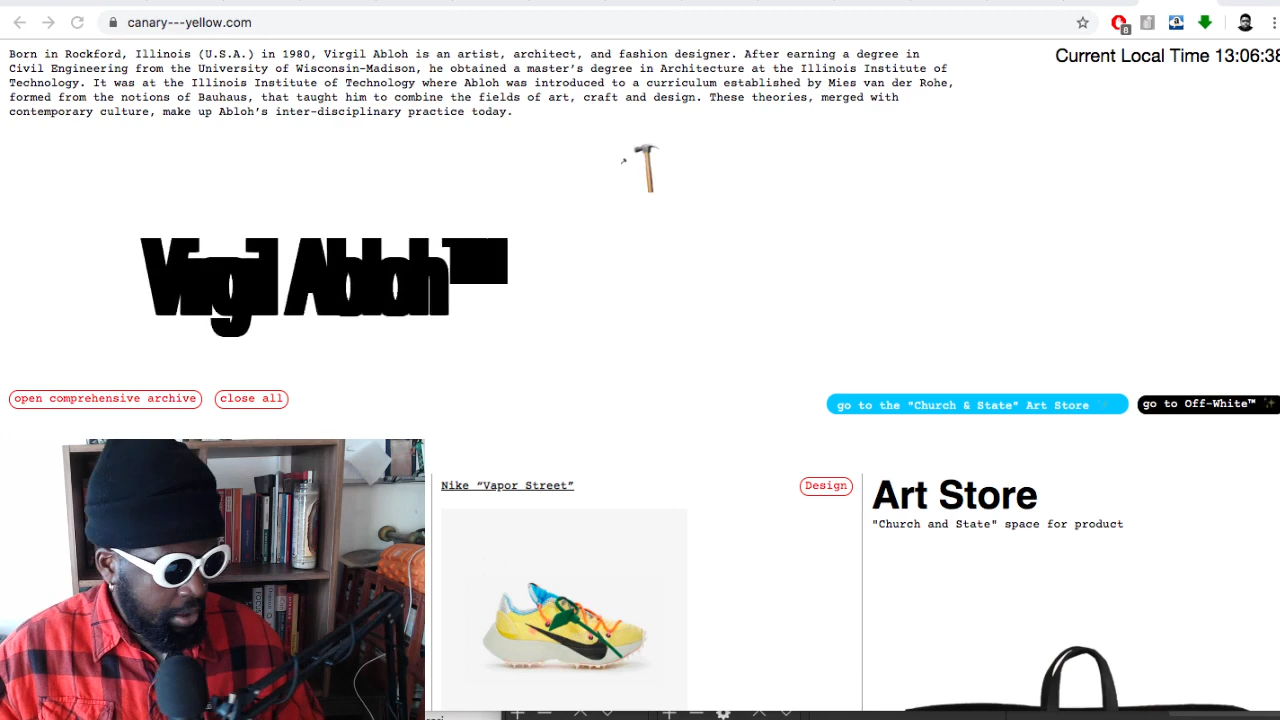 canary---yellow.com
8
Born in Rockford, Illinois (U.S.A.) in 1980, Virgil Abloh is an artist, architect, and fashion designer. After earning a degree in
Civil Engineering from the University of Wisconsin-Madison, he obtained a master's degree in Architecture at the Illinois Institute of
Technology. It was at the Illinois Institute of Technology where Abloh was introduced to a curriculum established by Mies van der Rohe,
formed from the notions of Bauhaus, that taught him to combine the fields of art, craft and design. These theories, merged with
contemporary culture, make up Abloh's inter-disciplinary practice today.
Current Local Time 13:06:38
Virgil Abloh™
open comprehensive archive
close all
go to the "Church & State" Art Store
go to Off-White™
Nike “Vapor Street”
Design
Art Store
"Church and State" space for product